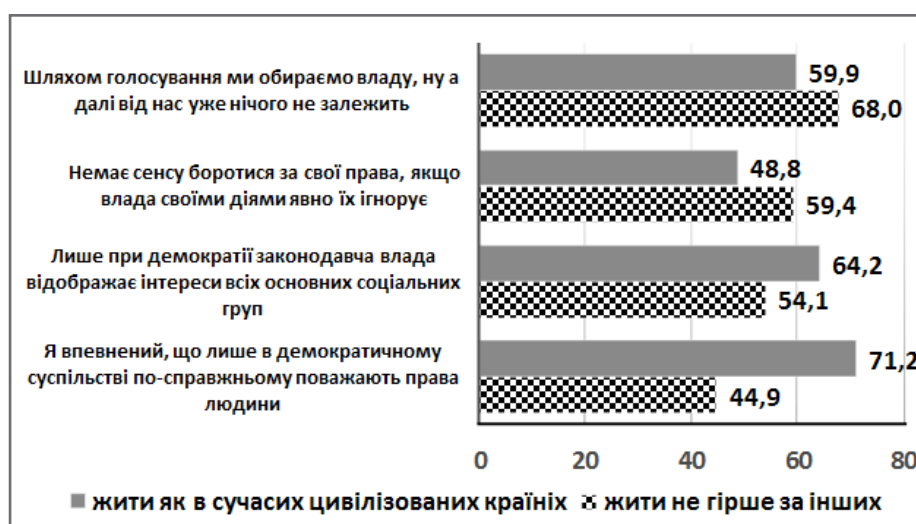 Шляхом голосування ми обираємо владу, ну а
далі від нас уже нічого не залежить
59,9
68,0
Немає сенсу боротися за свої права, якщо
влада своїми діями явно їх ігнорує
48,8
59,4
Лише при демократії законодавча влада
відображає інтереси всіх основних соціальних
груп
64,2
54,1
Я впевнений, що лише в демократичному
суспільстві по-справжньому поважають права
людини
71,2
44,9
0 20 40 60 80
жити як в сучасих цивілізованих країніх жити не гірше за інших